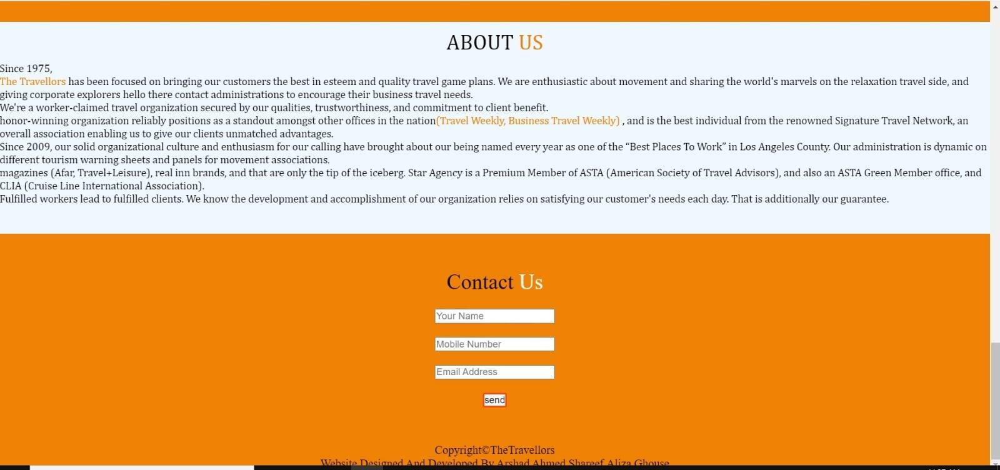 ABOUT US
Since 1975,
The Travellors has been focused on bringing our customers the best in esteem and quality travel game plans. We are enthusiastic about movement and sharing the world's marvels on the relaxation travel side, and
giving corporate explorers hello there contact administrations to encourage their business travel needs.
We're a worker-claimed travel organization secured by our qualities, trustworthiness, and commitment to client benefit.
honor-winning organization reliably positions as a standout amongst other offices in the nation(Travel Weekly, Business Travel Weekly) , and is the best individual from the renowned Signature Travel Network, an
overall association enabling us to give our clients unmatched advantages.
Since 2009, our solid organizational culture and enthusiasm for our calling have brought about our being named every year as one of the “Best Places To Work” in Los Angeles County. Our administration is dynamic on
different tourism warning sheets and panels for movement associations.
magazines (Afar, Travel+Leisure), real inn brands, and that are only the tip of the iceberg. Star Agency is a Premium Member of ASTA (American Society of Travel Advisors), and also an ASTA Green Member office, and
CLIA (Cruise Line International Association).
Fulfilled workers lead to fulfilled clients. We know the development and accomplishment of our organization relies on satisfying our customer's needs each day. That is additionally our guarantee.
Contact Us
Your Name
Mobile Number
Email Address
send
Copyright©TheTravellors
Website Designed And Developed By Arshad Ahmed Shareef Aliza Ghouse